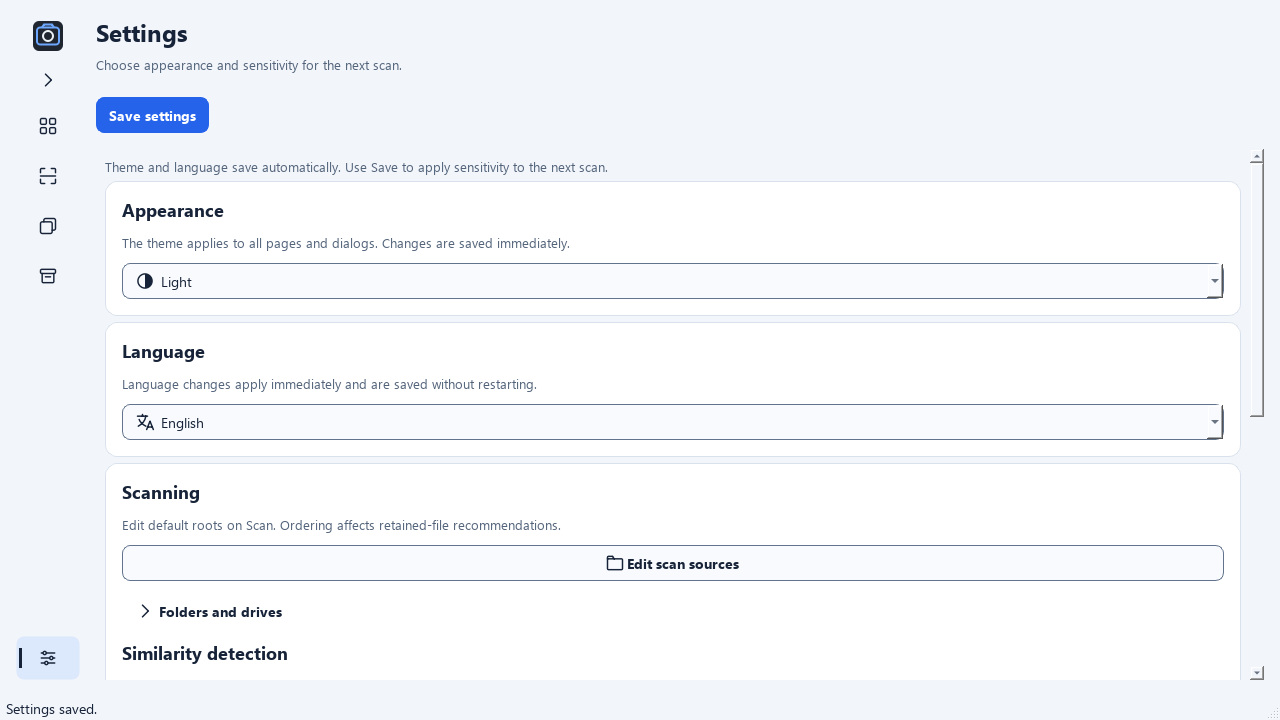 Settings
Choose appearance and sensitivity for the next scan.
Save settings
Theme and language save automatically. Use Save to apply sensitivity to the next scan.
Appearance
The theme applies to all pages and dialogs. Changes are saved immediately.
Light
Language
Language changes apply immediately and are saved without restarting.
English
Scanning
Edit default roots on Scan. Ordering affects retained-file recommendations.
Edit scan sources
Folders and drives
Similarity detection
Settings saved.